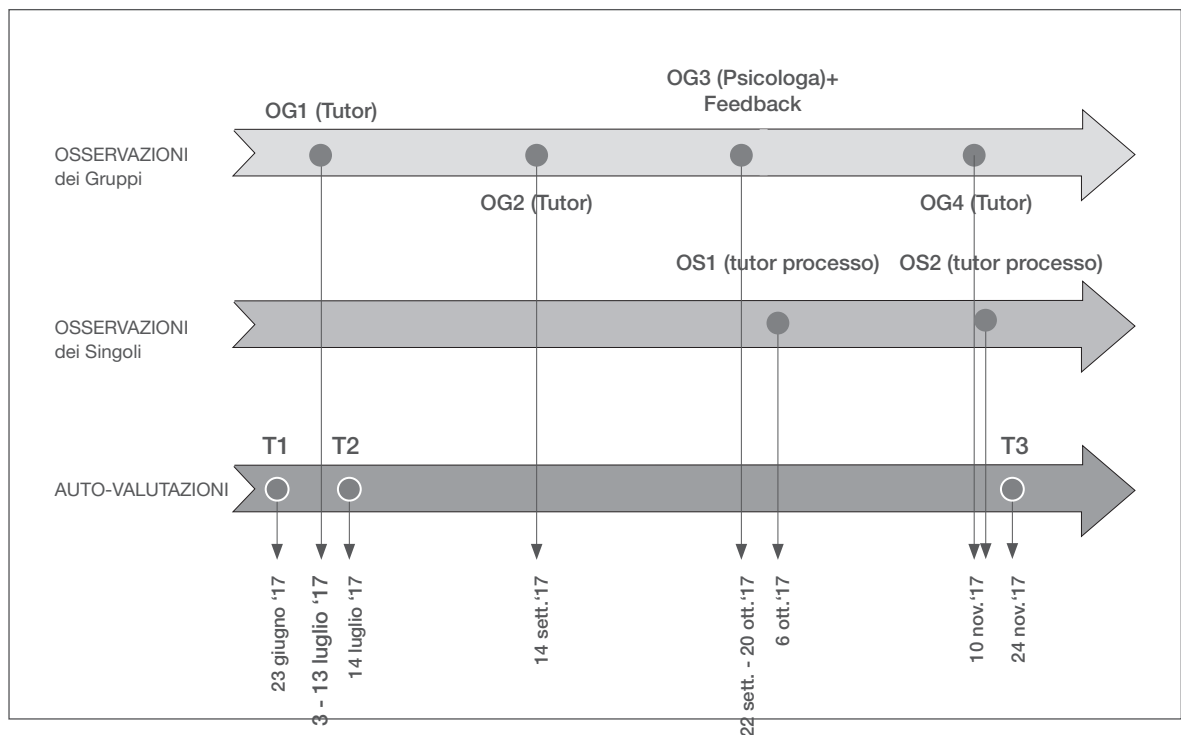 OG3 (Psicologa)+
Feedback
OG1 (Tutor)
OSSERVAZIONI
dei Gruppi
OG2 (Tutor)
OG4 (Tutor)
OS1 (tutor processo)
OS2 (tutor processo)
OSSERVAZIONI
dei Singoli
T1
T2
T3
AUTO-VALUTAZIONI
23 giugno ‘17
3 - 13 luglio ‘17
14 luglio ‘17
14 sett.‘17
22 sett. - 20 ott.‘17
6 ott.‘17
10 nov.‘17
24 nov.‘17